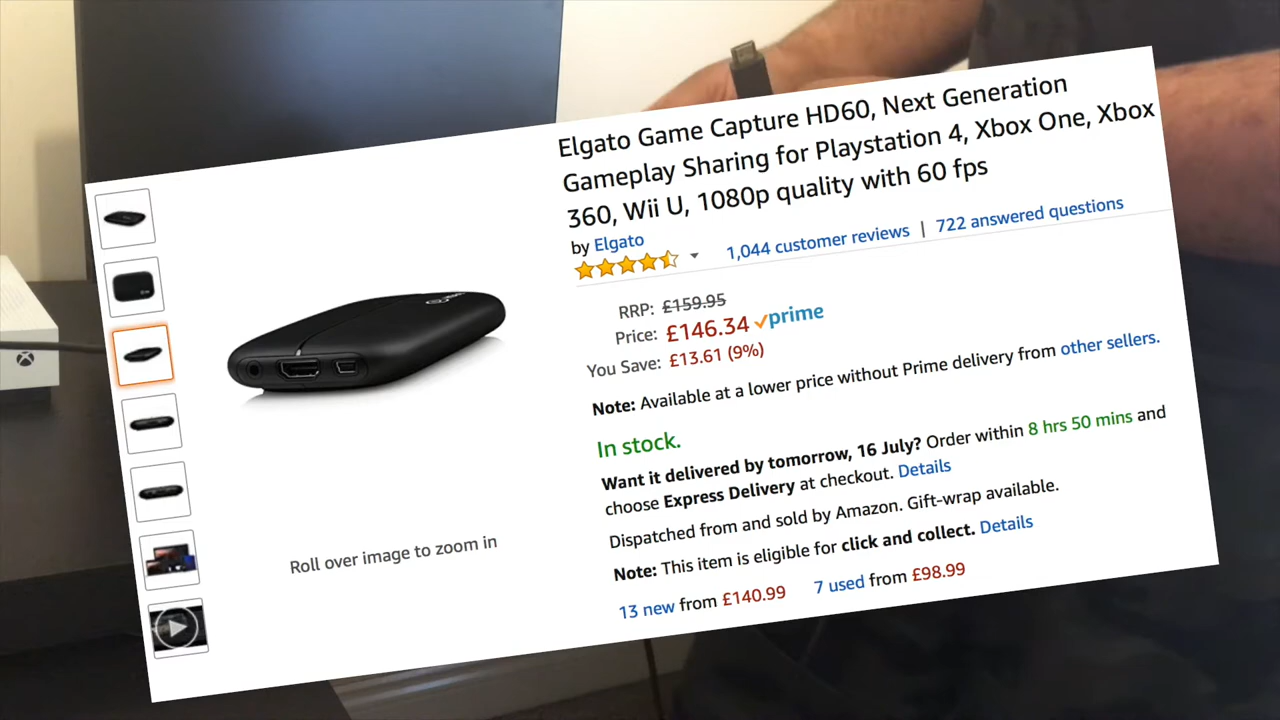 Elgato Game Capture HD60, Next Generation
Gameplay Sharing for Playstation 4, Xbox One, Xbox
360, Wii U, 1080p quality with 60 fps
by Elgato
1,044 customer reviews | 722 answered questions
RRP: £159.95
Price: £146.34 prime
You Save: £13.61 (9%)
Note: Available at a lower price without Prime delivery from other sellers.
In stock.
Want it delivered by tomorrow, 16 July? Order within 8 hrs 50 mins and
choose Express Delivery at checkout. Details
Dispatched from and sold by Amazon. Gift-wrap available.
Note: This item is eligible for click and collect. Details
13 new from £140.99 7 used from £98.99
Roll over image to zoom in